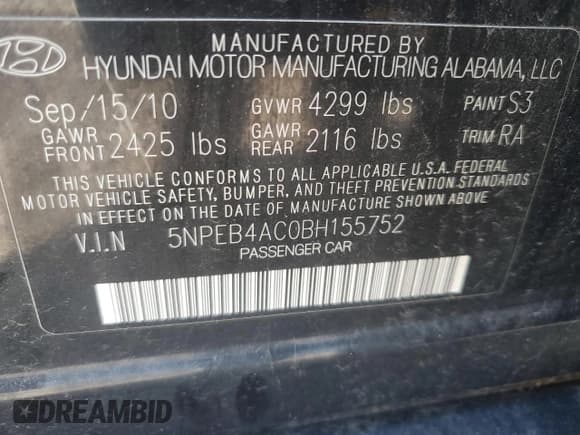 MANUFACTURED BY
HYUNDAI MOTOR MANUFACTURING ALABAMA, LLC
Sep/15/10 GVWR 4299 lbs PAINT S3
GAWR FRONT 2425 lbs GAWR REAR 2116 lbs TRIM RA
THIS VEHICLE CONFORMS TO ALL APPLICABLE U.S.A. FEDERAL
MOTOR VEHICLE SAFETY, BUMPER, AND THEFT PREVENTION STANDARDS
IN EFFECT ON THE DATE OF MANUFACTURE SHOWN ABOVE.
V.I.N 5NPEB4AC0BH155752
PASSENGER CAR
DREAMBID